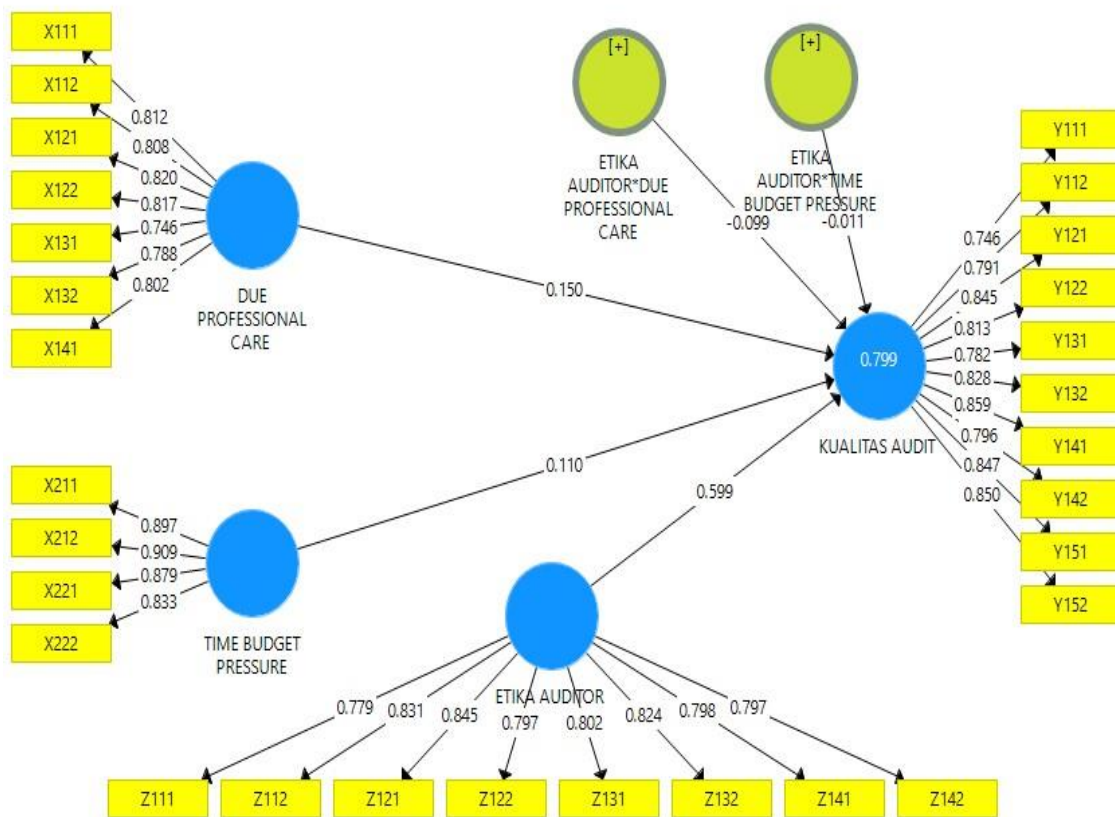 X111
X112
X121
X122
X131
X132
X141
0.812
0.808
0.820
0.817
0.746
0.788
0.802
DUE
PROFESSIONAL
CARE
[+]
ETIKA
AUDITOR*DUE
PROFESSIONAL
CARE
[+]
ETIKA
AUDITOR*TIME
BUDGET PRESSURE
-0.099
-0.011
0.150
0.110
0.599
0.799
KUALITAS AUDIT
0.746
0.791
0.845
0.813
0.782
0.828
0.859
0.796
0.847
0.850
Y111
Y112
Y121
Y122
Y131
Y132
Y141
Y142
Y151
Y152
X211
X212
X221
X222
0.897
0.909
0.879
0.833
TIME BUDGET
PRESSURE
ETIKA AUDITOR
0.779
0.831
0.845
0.797
0.802
0.824
0.798
0.797
Z111
Z112
Z121
Z122
Z131
Z132
Z141
Z142